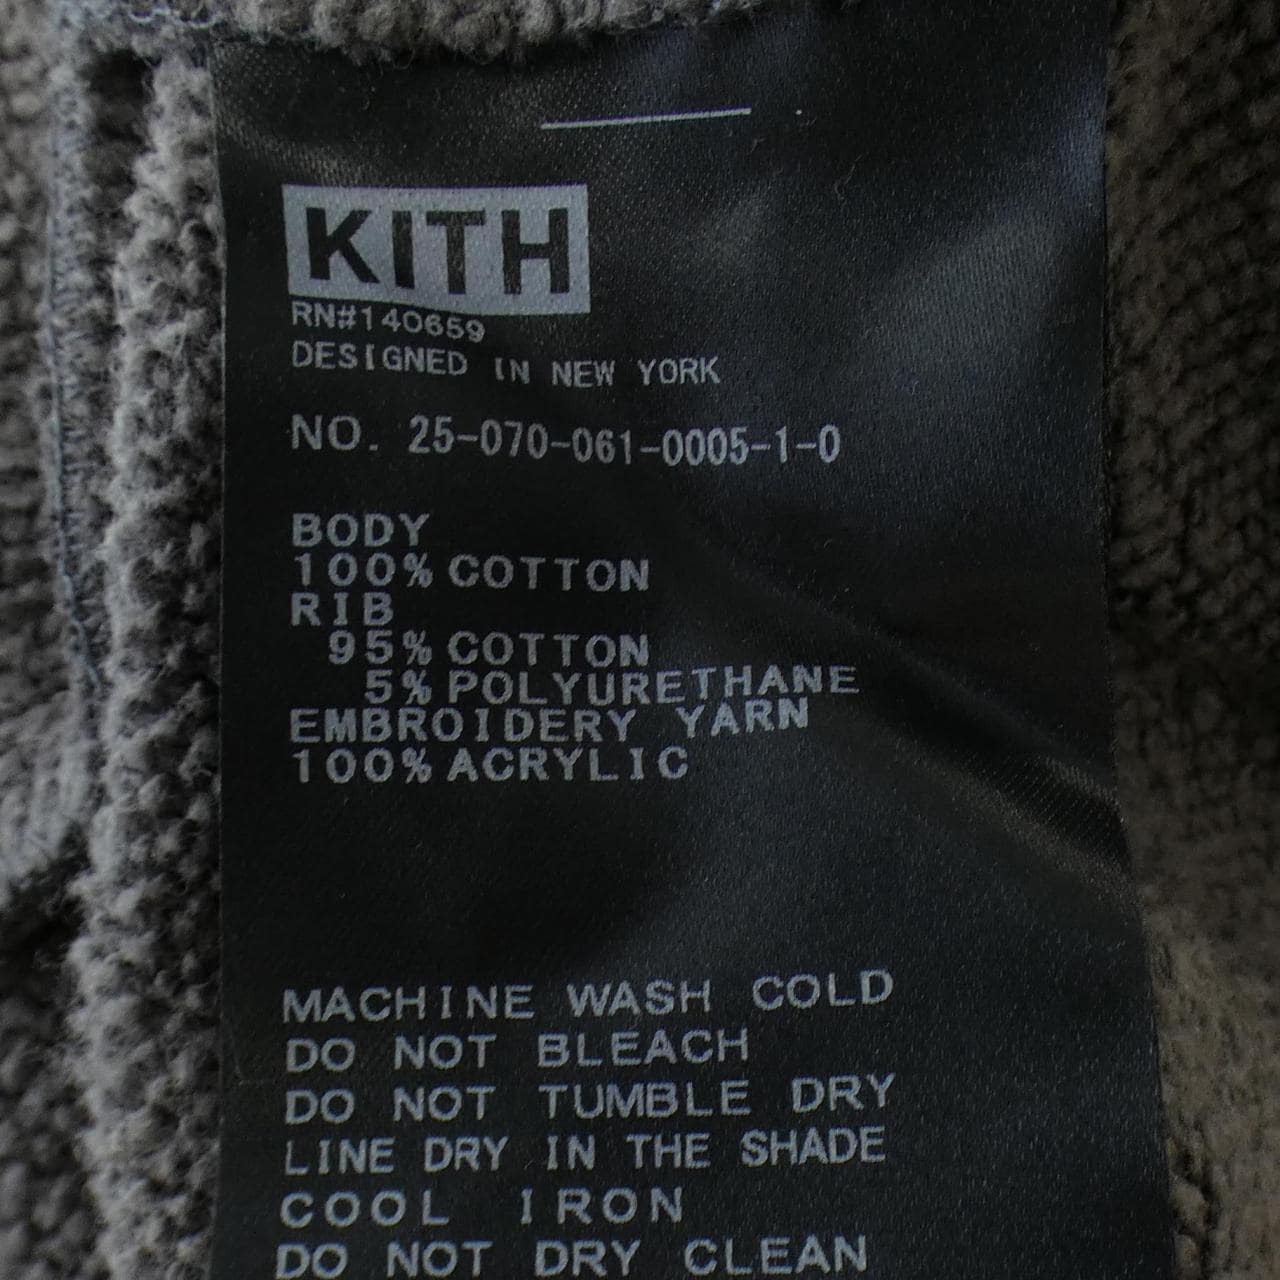 KITH
RN#140659
DESIGNED IN NEW YORK
NO. 25-070-061-0005-1-0
BODY
100% COTTON
RIB
95% COTTON
5% POLYURETHANE
EMBROIDERY YARN
100% ACRYLIC
MACHINE WASH COLD
DO NOT BLEACH
DO NOT TUMBLE DRY
LINE DRY IN THE SHADE
COOL IRON
DO NOT DRY CLEAN